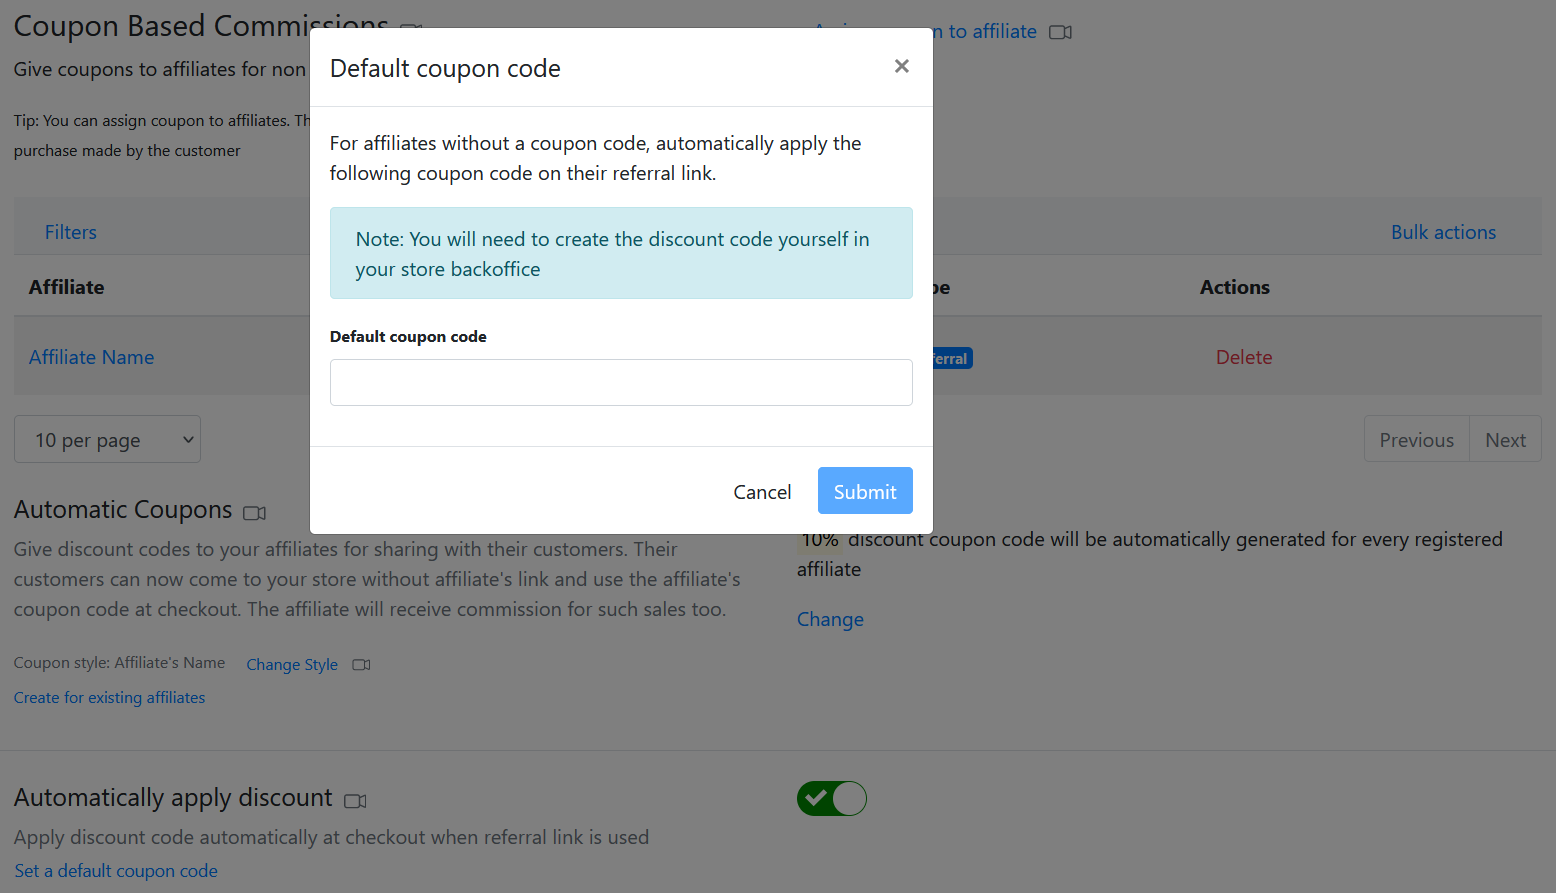 Coupon Based Commissions
n to affiliate
Give coupons to affiliates for non
Tip: You can assign coupon to affiliates. Th
purchase made by the customer
Default coupon code
×
For affiliates without a coupon code, automatically apply the
following coupon code on their referral link.
Note: You will need to create the discount code yourself in
your store backoffice
Default coupon code
Cancel
Submit
Filters
Bulk actions
Affiliate
pe
Actions
Affiliate Name
ferral
Delete
10 per page
Previous
Next
Automatic Coupons
Give discount codes to your affiliates for sharing with their customers. Their
customers can now come to your store without affiliate's link and use the affiliate's
coupon code at checkout. The affiliate will receive commission for such sales too.
Coupon style: Affiliate's Name
Change Style
Create for existing affiliates
10% discount coupon code will be automatically generated for every registered
affiliate
Change
Automatically apply discount
Apply discount code automatically at checkout when referral link is used
Set a default coupon code